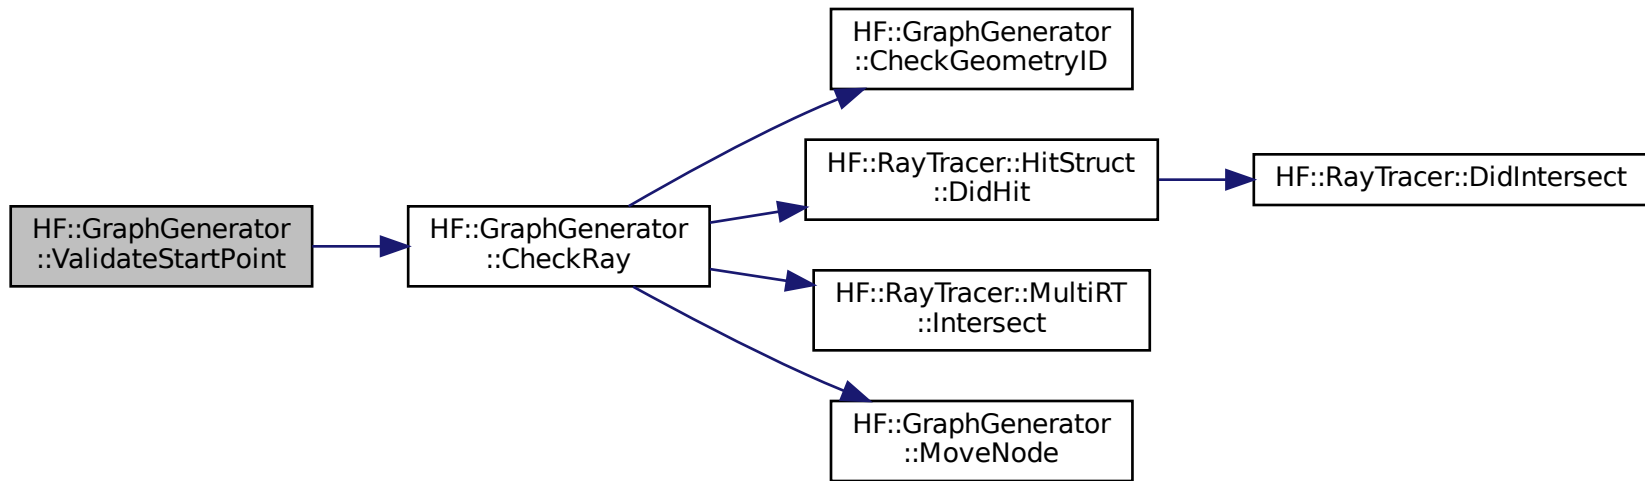 HF::GraphGenerator
::ValidateStartPoint
HF::GraphGenerator
::CheckRay
HF::GraphGenerator
::CheckGeometryID
HF::RayTracer::HitStruct
::DidHit
HF::RayTracer::DidIntersect
HF::RayTracer::MultiRT
::Intersect
HF::GraphGenerator
::MoveNode